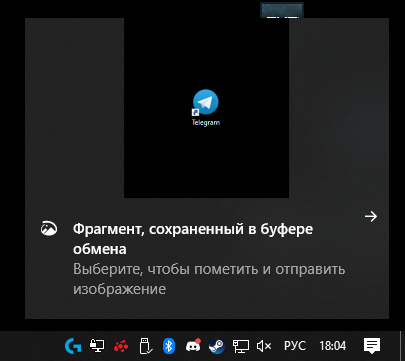 Telegram
Фрагмент, сохраненный в буфере
обмена
Выберите, чтобы пометить и отправить
изображение
РУС 18:04